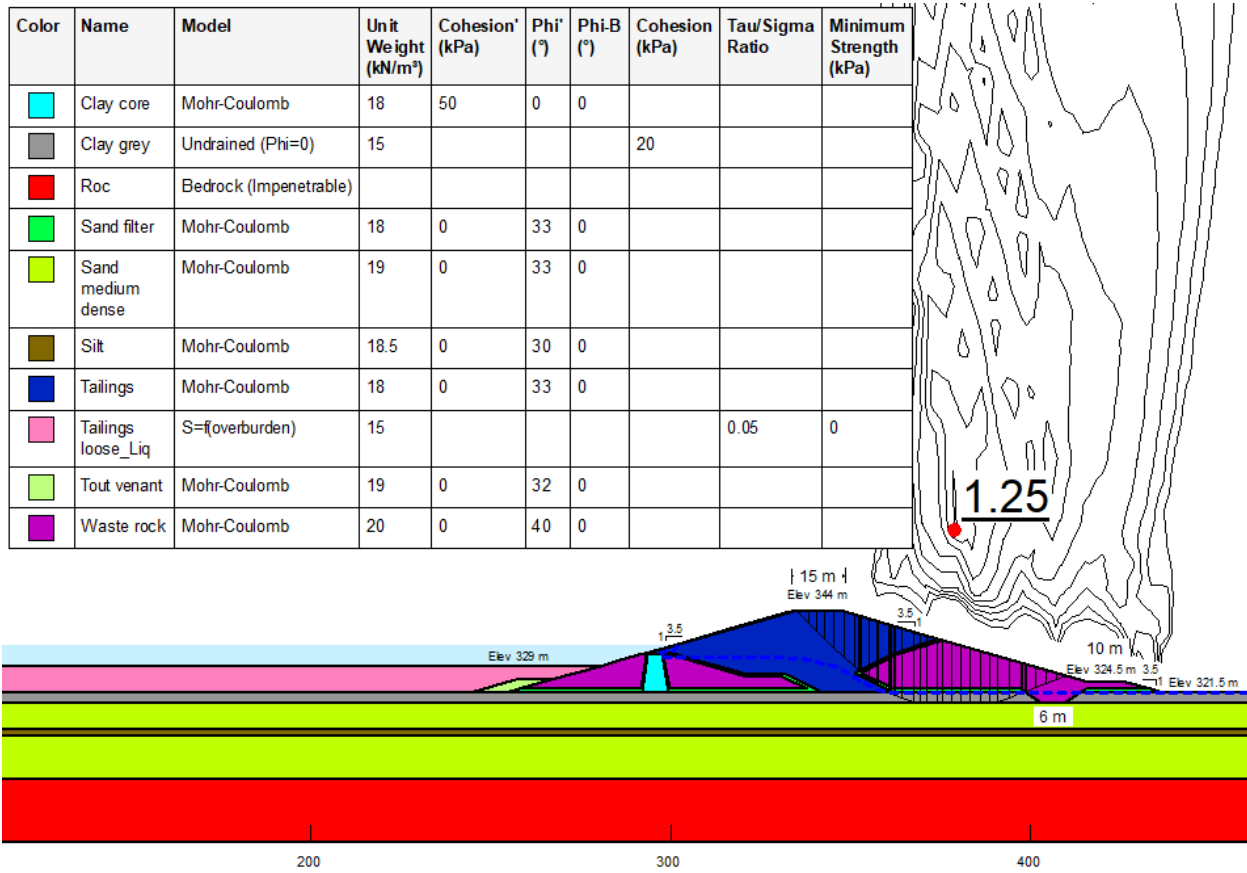 Color Name Model Unit Weight (kN/m³) Cohesion' (kPa) Phi' (°) Phi-B (°) Cohesion (kPa) Tau/Sigma Ratio Minimum Strength (kPa)
Clay core Mohr-Coulomb 18 50 0 0
Clay grey Undrained (Phi=0) 15 20
Roc Bedrock (Impenetrable)
Sand filter Mohr-Coulomb 18 0 33 0
Sand medium dense Mohr-Coulomb 19 0 33 0
Silt Mohr-Coulomb 18.5 0 30 0
Tailings Mohr-Coulomb 18 0 33 0
Tailings loose_Liq S=f(overburden) 15 0.05 0
Tout venant Mohr-Coulomb 19 0 32 0
Waste rock Mohr-Coulomb 20 0 40 0
1.25
15 m
Elev 344 m
3.5
1
3.5
1
Elev 329 m
10 m
Elev 324.5 m
3.5
1
Elev 321.5 m
6 m
200 300 400